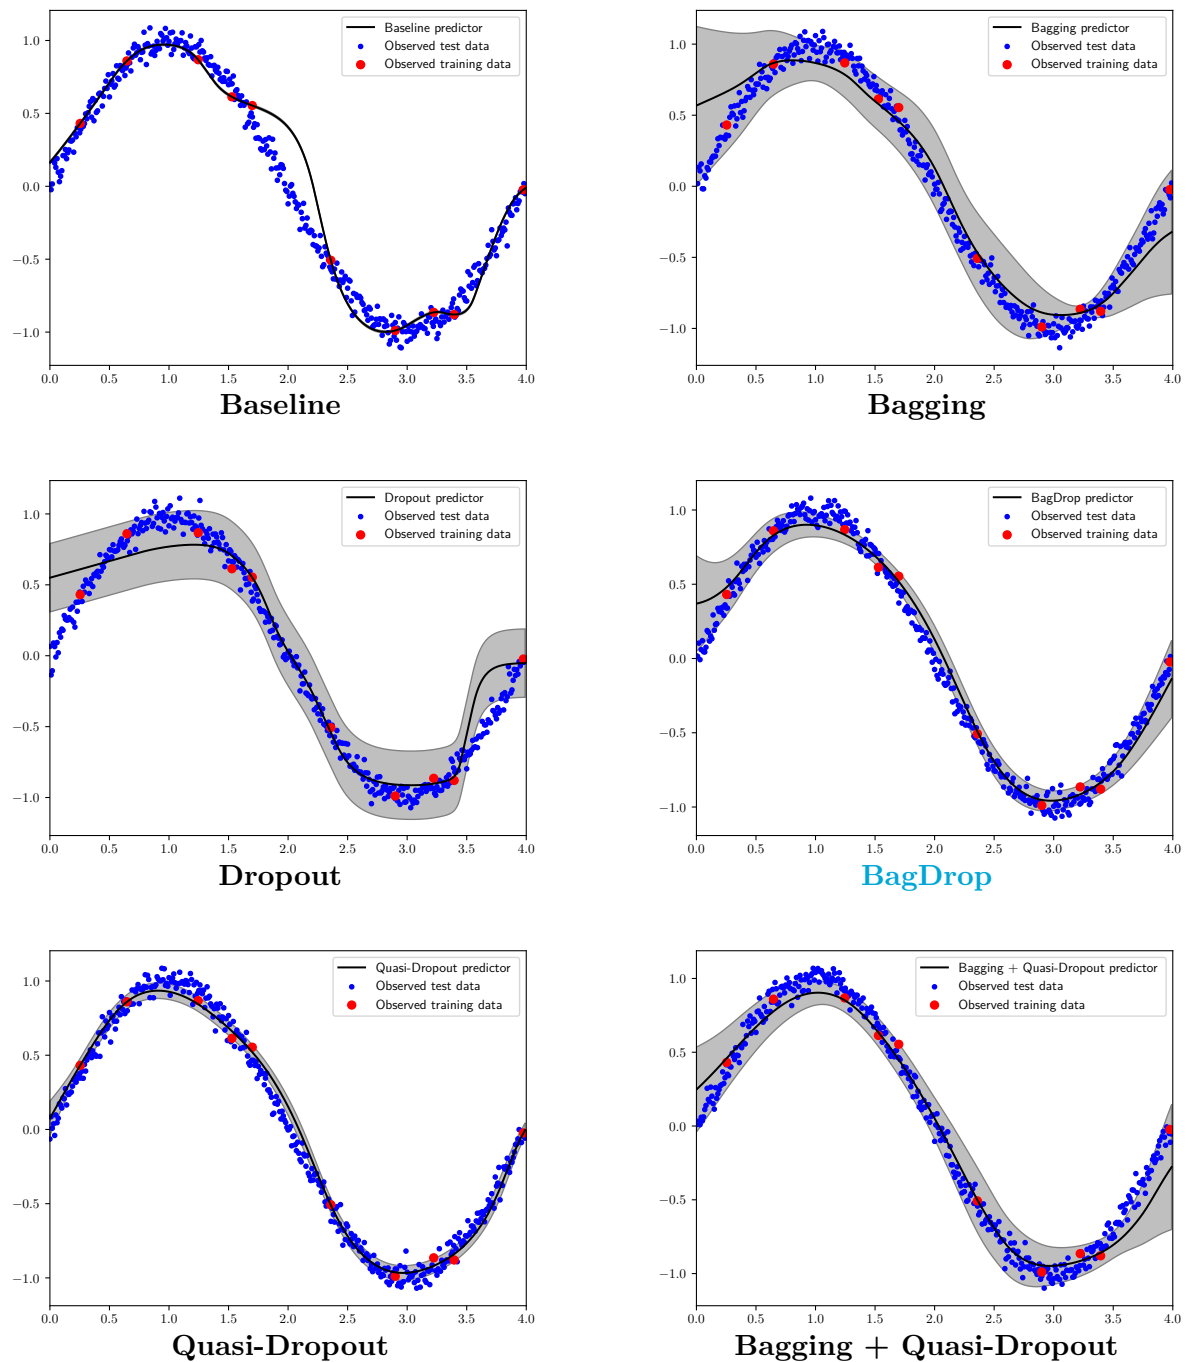 Baseline predictor
Observed test data
Observed training data
1.0
0.5
0.0
−0.5
−1.0
0.0 0.5 1.0 1.5 2.0 2.5 3.0 3.5 4.0
Baseline
Bagging predictor
Observed test data
Observed training data
1.0
0.5
0.0
−0.5
−1.0
0.0 0.5 1.0 1.5 2.0 2.5 3.0 3.5 4.0
Bagging
Dropout predictor
Observed test data
Observed training data
1.0
0.5
0.0
−0.5
−1.0
0.0 0.5 1.0 1.5 2.0 2.5 3.0 3.5 4.0
Dropout
BagDrop predictor
Observed test data
Observed training data
1.0
0.5
0.0
−0.5
−1.0
0.0 0.5 1.0 1.5 2.0 2.5 3.0 3.5 4.0
BagDrop
Quasi-Dropout predictor
Observed test data
Observed training data
1.0
0.5
0.0
−0.5
−1.0
0.0 0.5 1.0 1.5 2.0 2.5 3.0 3.5 4.0
Quasi-Dropout
Bagging + Quasi-Dropout predictor
Observed test data
Observed training data
1.0
0.5
0.0
−0.5
−1.0
0.0 0.5 1.0 1.5 2.0 2.5 3.0 3.5 4.0
Bagging + Quasi-Dropout